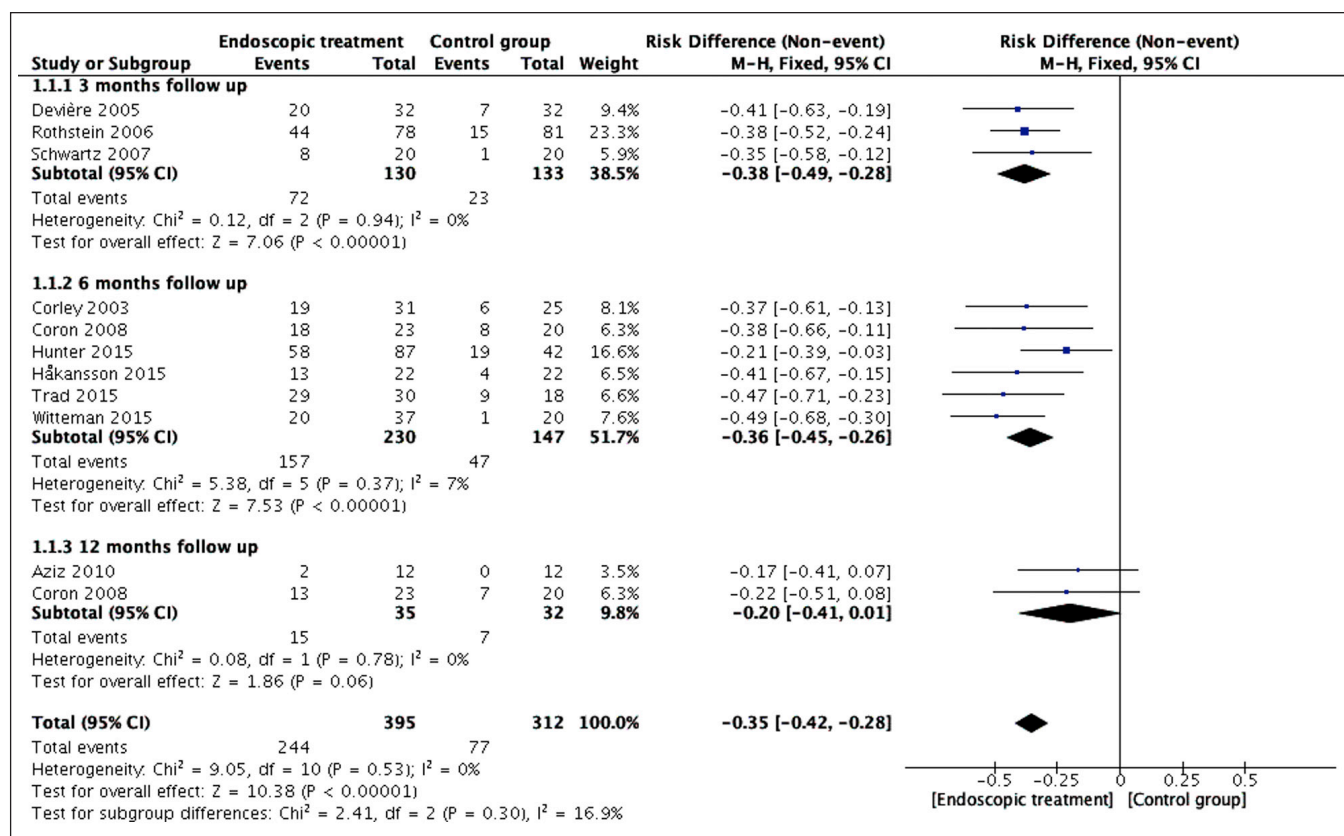 Endoscopic treatment Control group Risk Difference (Non-event) Risk Difference (Non-event)
Study or Subgroup Events Total Events Total Weight M-H, Fixed, 95% CI M-H, Fixed, 95% CI
1.1.1 3 months follow up
Devière 2005 20 32 7 32 9.4% -0.41 [-0.63, -0.19]
Rothstein 2006 44 78 15 81 23.3% -0.38 [-0.52, -0.24]
Schwartz 2007 8 20 1 20 5.9% -0.35 [-0.58, -0.12]
Subtotal (95% CI) 130 133 38.5% -0.38 [-0.49, -0.28]
Total events 72 23
Heterogeneity: Chi² = 0.12, df = 2 (P = 0.94); I² = 0%
Test for overall effect: Z = 7.06 (P < 0.00001)
1.1.2 6 months follow up
Corley 2003 19 31 6 25 8.1% -0.37 [-0.61, -0.13]
Coron 2008 18 23 8 20 6.3% -0.38 [-0.66, -0.11]
Hunter 2015 58 87 19 42 16.6% -0.21 [-0.39, -0.03]
Håkansson 2015 13 22 4 22 6.5% -0.41 [-0.67, -0.15]
Trad 2015 29 30 9 18 6.6% -0.47 [-0.71, -0.23]
Witteman 2015 20 37 1 20 7.6% -0.49 [-0.68, -0.30]
Subtotal (95% CI) 230 147 51.7% -0.36 [-0.45, -0.26]
Total events 157 47
Heterogeneity: Chi² = 5.38, df = 5 (P = 0.37); I² = 7%
Test for overall effect: Z = 7.53 (P < 0.00001)
1.1.3 12 months follow up
Aziz 2010 2 12 0 12 3.5% -0.17 [-0.41, 0.07]
Coron 2008 13 23 7 20 6.3% -0.22 [-0.51, 0.08]
Subtotal (95% CI) 35 32 9.8% -0.20 [-0.41, 0.01]
Total events 15 7
Heterogeneity: Chi² = 0.08, df = 1 (P = 0.78); I² = 0%
Test for overall effect: Z = 1.86 (P = 0.06)
Total (95% CI) 395 312 100.0% -0.35 [-0.42, -0.28]
Total events 244 77
Heterogeneity: Chi² = 9.05, df = 10 (P = 0.53); I² = 0%
Test for overall effect: Z = 10.38 (P < 0.00001)
Test for subgroup differences: Chi² = 2.41, df = 2 (P = 0.30), I² = 16.9%
-0.5 -0.25 0 0.25 0.5
[Endoscopic treatment] [Control group]